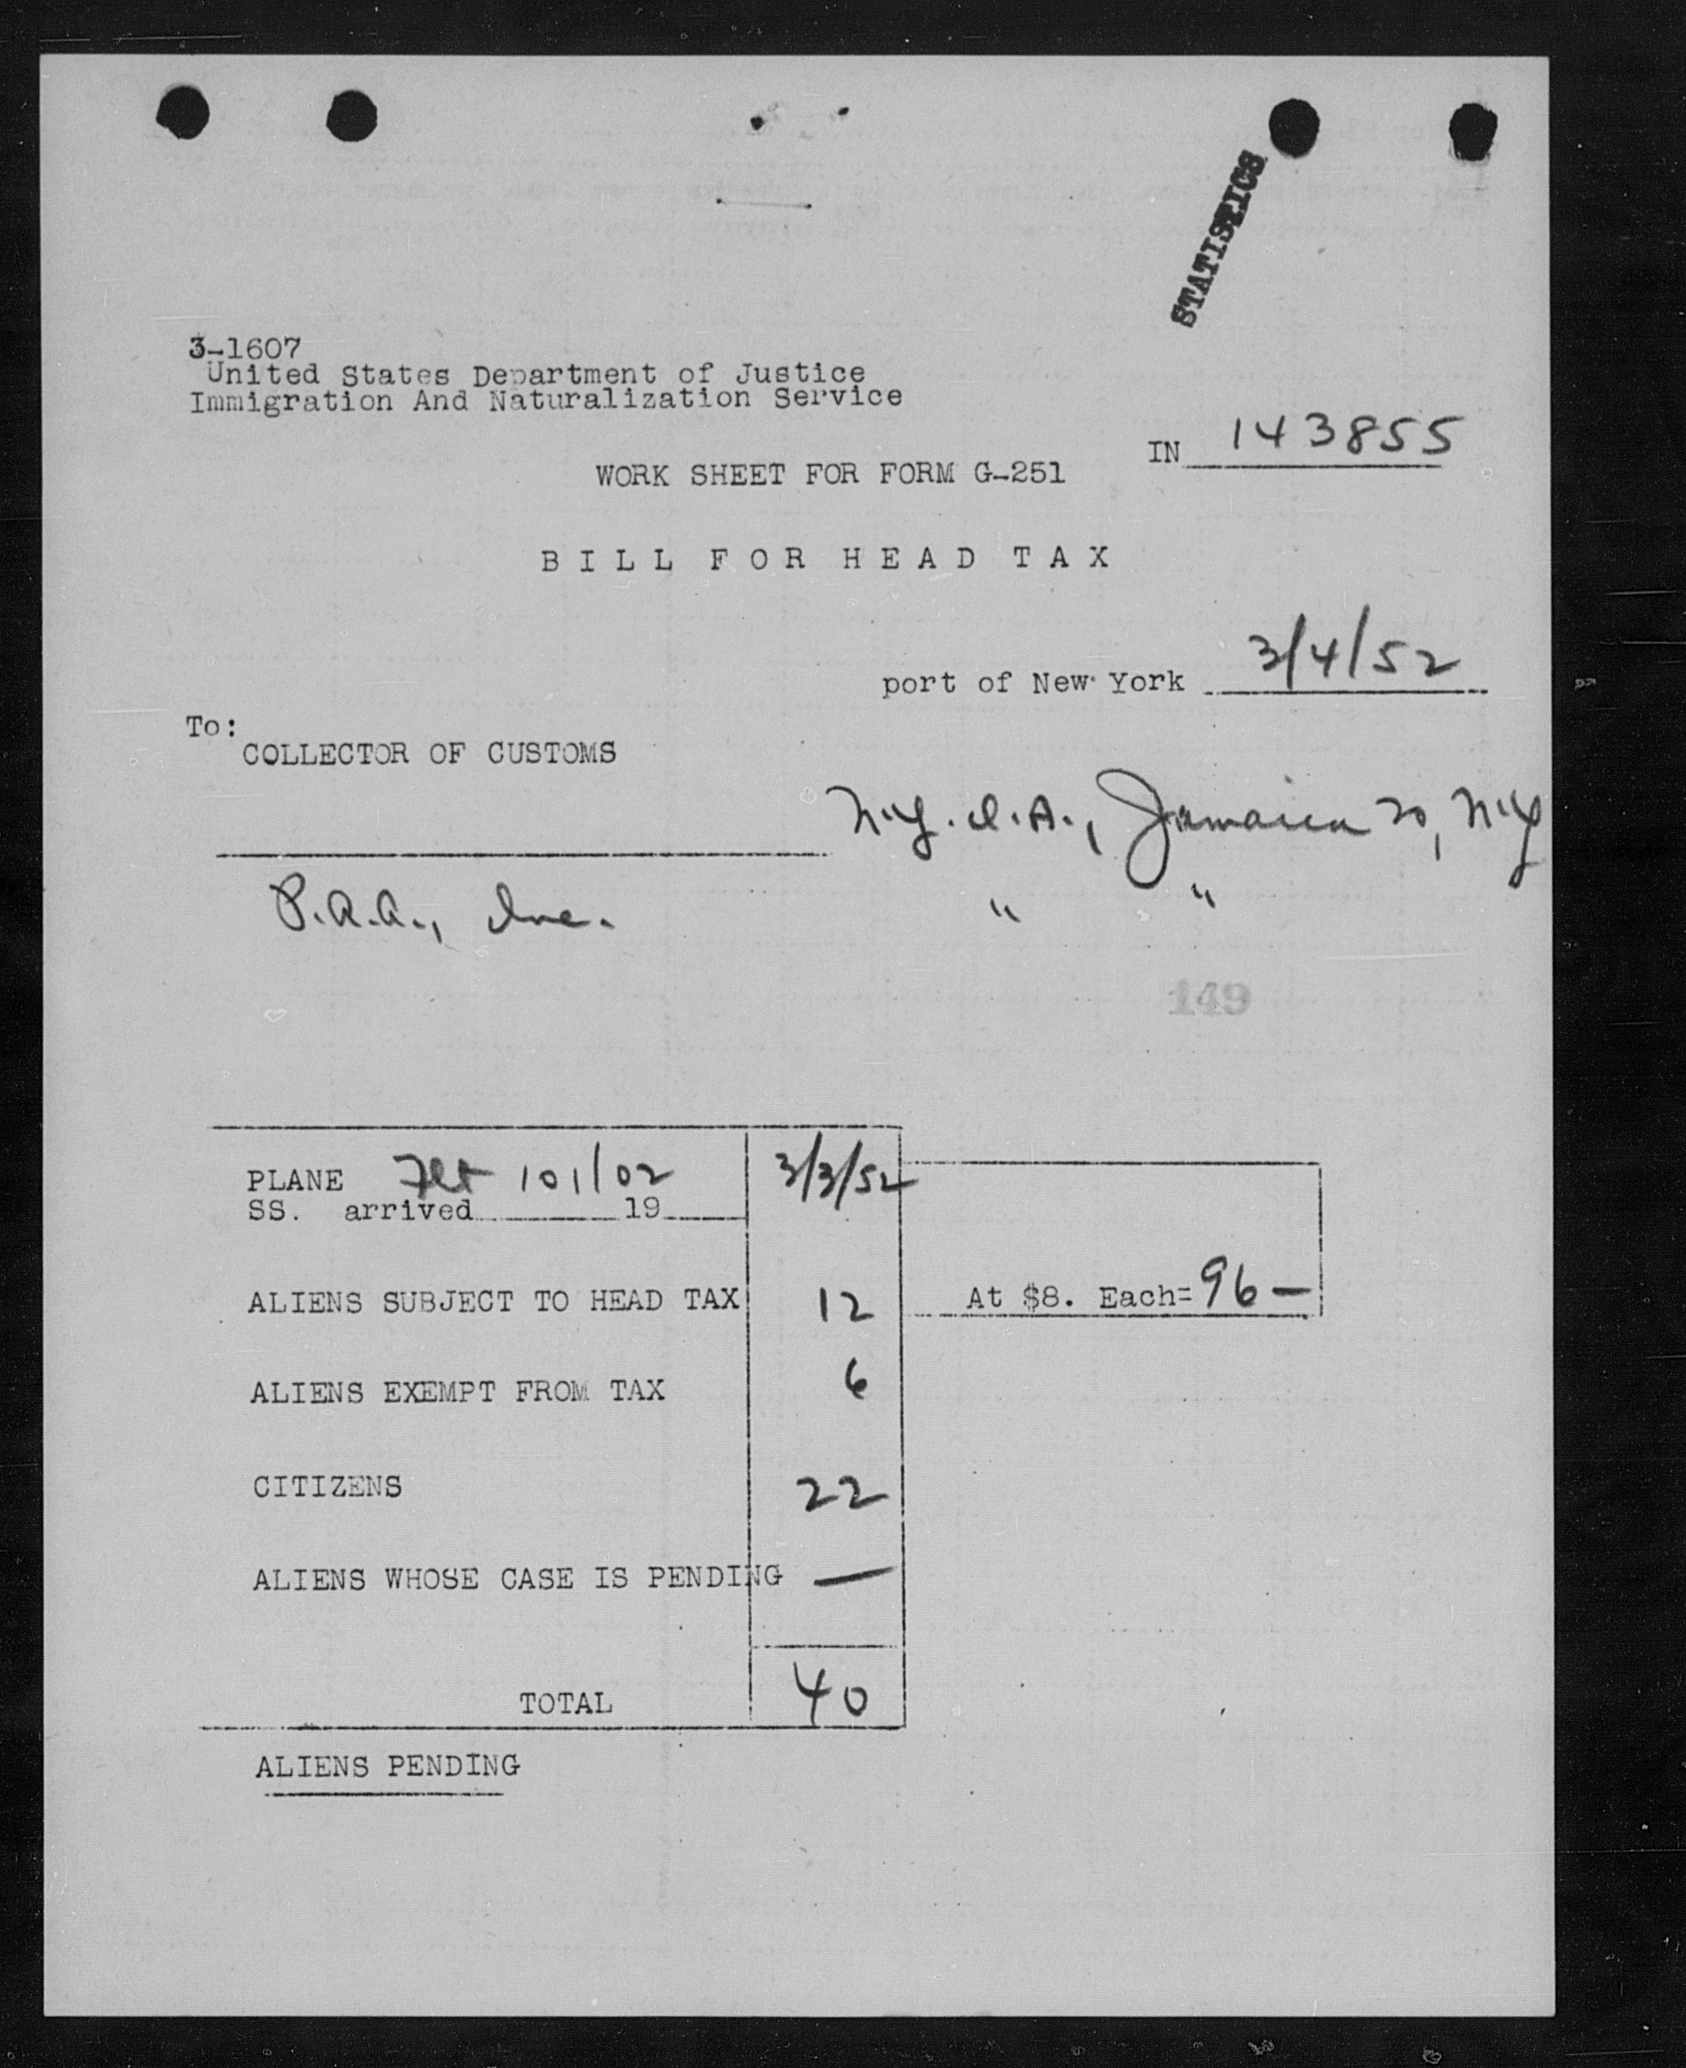 STATISTICS
3-1607
United States Department of Justice
Immigration And Naturalization Service
IN 143855
WORK SHEET FOR FORM G-251
BILL FOR HEAD TAX
port of New York 3/4/52
To:
COLLECTOR OF CUSTOMS
N.Y. I.A., Jamaica 30, N.Y
P.A.A., Inc. " "
149
PLANE Flt 101/02 3/3/52
SS. arrived 19
ALIENS SUBJECT TO HEAD TAX 12 At $8. Each= 96 —
ALIENS EXEMPT FROM TAX 6
CITIZENS 22
ALIENS WHOSE CASE IS PENDING —
TOTAL 40
ALIENS PENDING